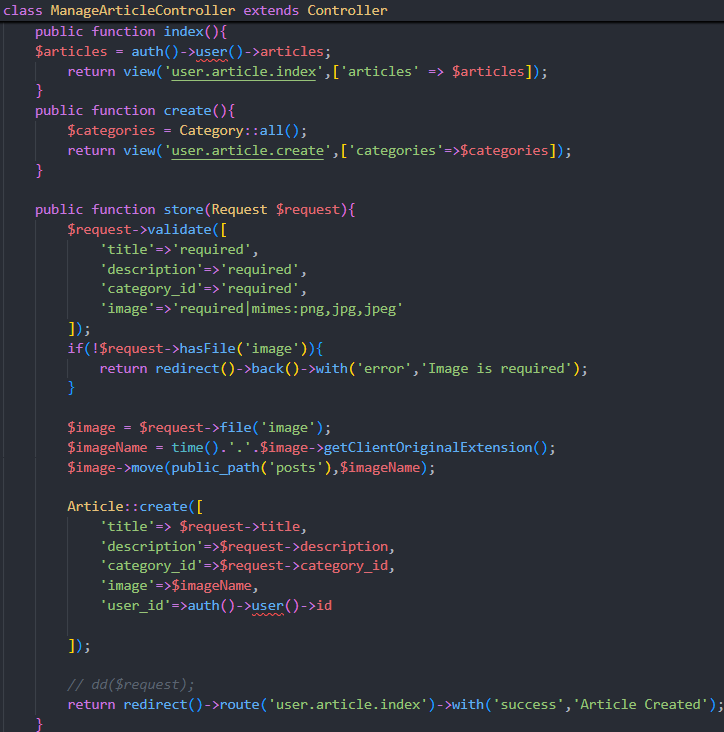 class ManageArticleController extends Controller
public function index(){
$articles = auth()->user()->articles;
return view('user.article.index',['articles' => $articles]);
}
public function create(){
$categories = Category::all();
return view('user.article.create',['categories'=>$categories]);
}
public function store(Request $request){
$request->validate([
'title'=>'required',
'description'=>'required',
'category_id'=>'required',
'image'=>'required|mimes:png,jpg,jpeg'
]);
if(!$request->hasFile('image')){
return redirect()->back()->with('error','Image is required');
}
$image = $request->file('image');
$imageName = time().'.'.$image->getClientOriginalExtension();
$image->move(public_path('posts'),$imageName);
Article::create([
'title'=> $request->title,
'description'=>$request->description,
'category_id'=>$request->category_id,
'image'=>$imageName,
'user_id'=>auth()->user()->id
]);
// dd($request);
return redirect()->route('user.article.index')->with('success','Article Created');
}